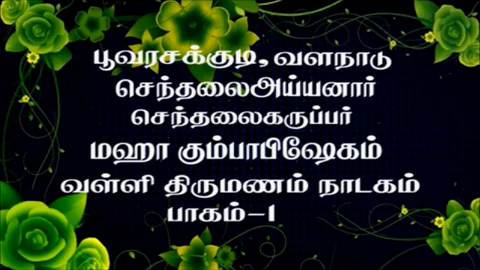 பூவரசக்குடி, வளநாடு
செந்தலைஅய்யனார்
செந்தலைகருப்பர்
மஹா கும்பாபிஷேகம்
வள்ளி திருமணம் நாடகம்
பாகம்-1